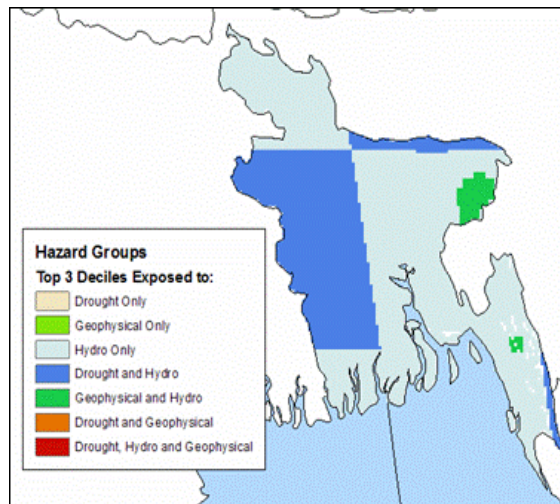 Hazard Groups
Top 3 Deciles Exposed to:
Drought Only
Geophysical Only
Hydro Only
Drought and Hydro
Geophysical and Hydro
Drought and Geophysical
Drought, Hydro and Geophysical